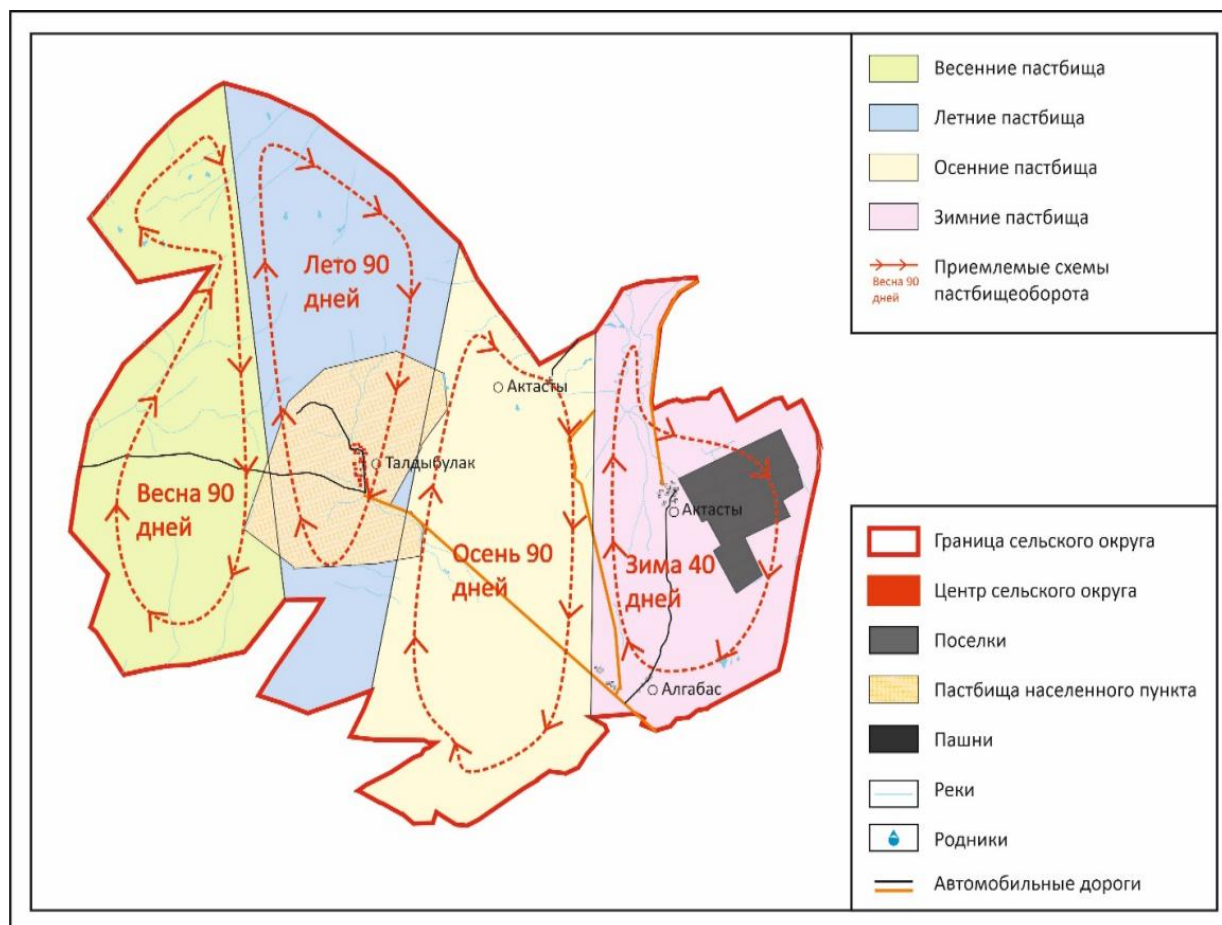 Лето 90
дней
Актасты
Талдыбулак
Весна 90
дней
Осень 90
дней
Актасты
Зима 40
дней
Алгабас
Весенние пастбища
Летние пастбища
Осенние пастбища
Зимние пастбища
Весна 90
дней
Приемлемые схемы
пастбищеоборота
Граница сельского округа
Центр сельского округа
Поселки
Пастбища населенного пункта
Пашни
Реки
Родники
Автомобильные дороги